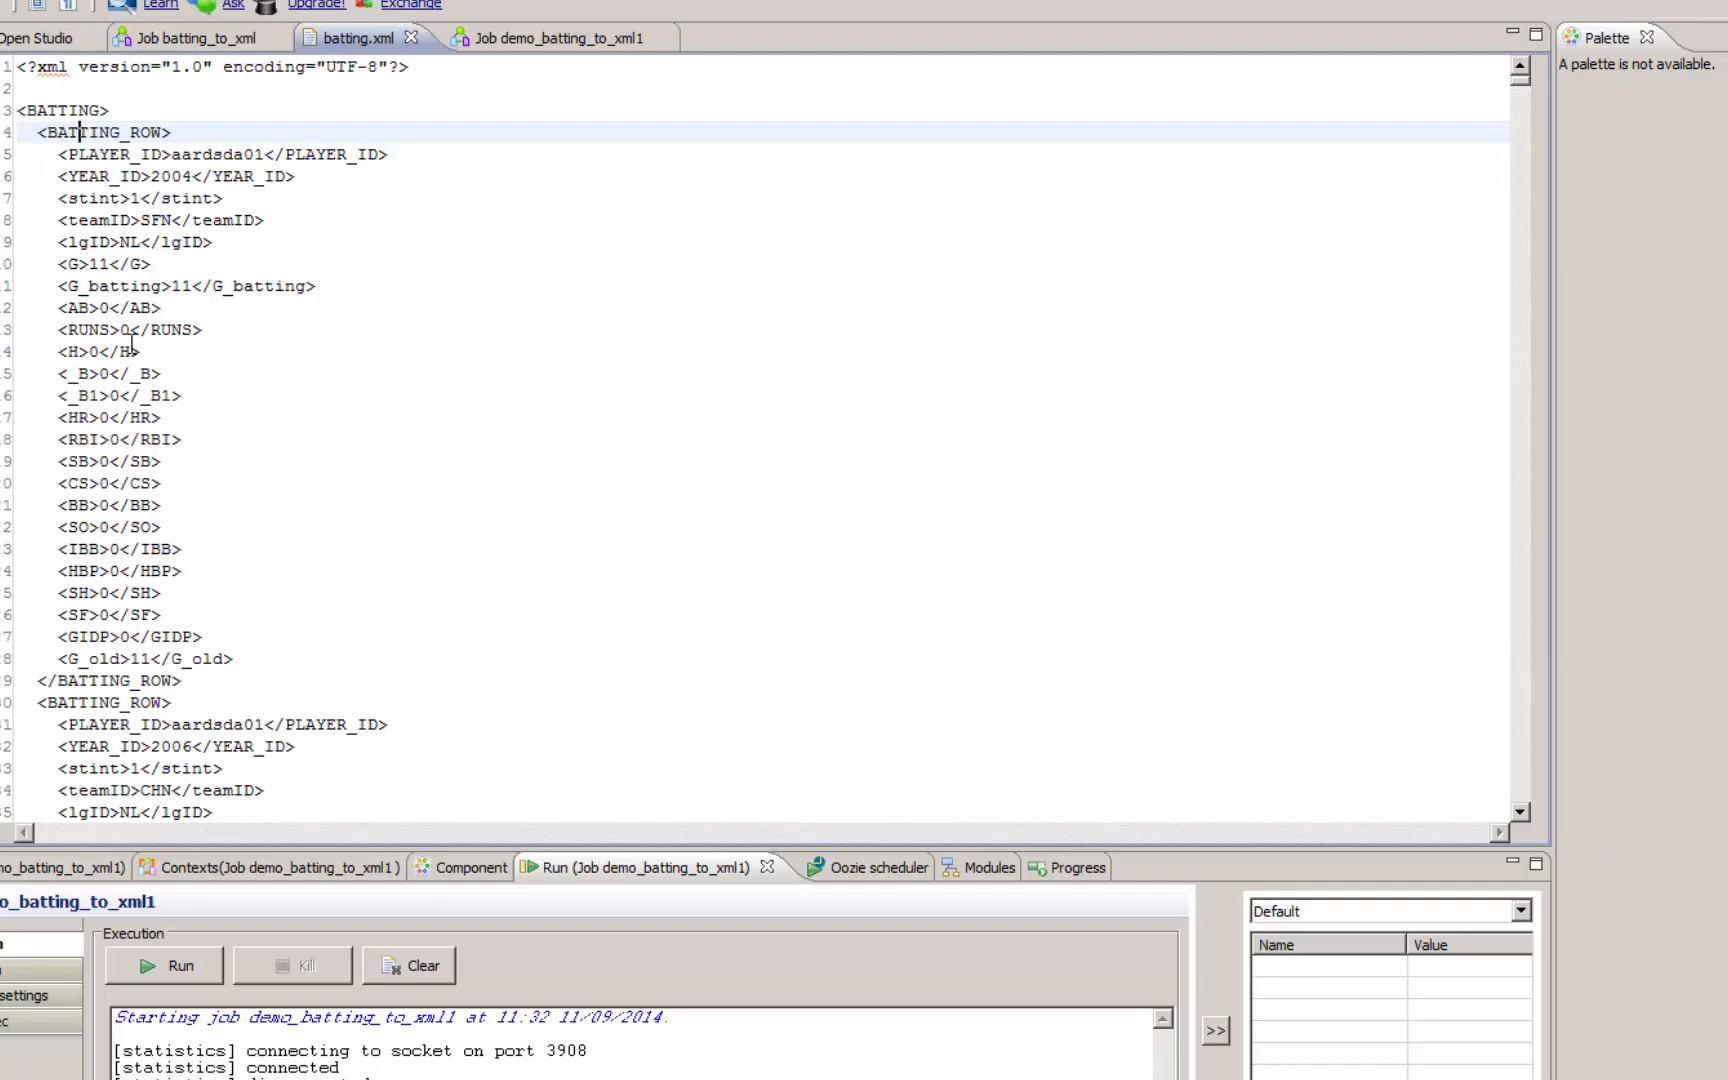 Learn Ask Upgrade! Exchange
Open Studio Job batting_to_xml batting.xml Job demo_batting_to_xml1 Palette
A palette is not available.
1 <?xml version="1.0" encoding="UTF-8"?>
2
3 <BATTING>
4 <BATTING_ROW>
5 <PLAYER_ID>aardsda01</PLAYER_ID>
6 <YEAR_ID>2004</YEAR_ID>
7 <stint>1</stint>
8 <teamID>SFN</teamID>
9 <lgID>NL</lgID>
0 <G>11</G>
1 <G_batting>11</G_batting>
2 <AB>0</AB>
3 <RUNS>0</RUNS>
4 <H>0</H>
5 <_B>0</_B>
6 <_B1>0</_B1>
7 <HR>0</HR>
8 <RBI>0</RBI>
9 <SB>0</SB>
0 <CS>0</CS>
1 <BB>0</BB>
2 <SO>0</SO>
3 <IBB>0</IBB>
4 <HBP>0</HBP>
5 <SH>0</SH>
6 <SF>0</SF>
7 <GIDP>0</GIDP>
8 <G_old>11</G_old>
9 </BATTING_ROW>
0 <BATTING_ROW>
1 <PLAYER_ID>aardsda01</PLAYER_ID>
2 <YEAR_ID>2006</YEAR_ID>
3 <stint>1</stint>
4 <teamID>CHN</teamID>
5 <lgID>NL</lgID>
mo_batting_to_xml1) Contexts(Job demo_batting_to_xml1 ) Component Run (Job demo_batting_to_xml1) Oozie scheduler Modules Progress
o_batting_to_xml1
Default
Execution
Name Value
Run Kill Clear
settings
ec
Starting job demo_batting_to_xml1 at 11:32 11/09/2014.
>>
[statistics] connecting to socket on port 3908
[statistics] connected